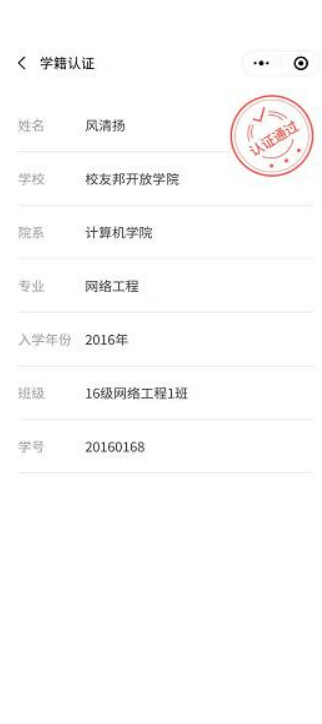 学籍认证
认证通过
姓名 风清扬
学校 校友邦开放学院
院系 计算机学院
专业 网络工程
入学年份 2016年
班级 16级网络工程1班
学号 20160168